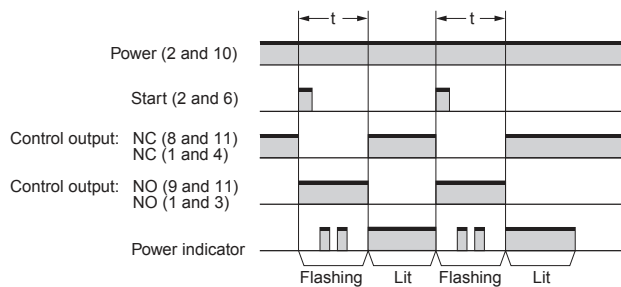 t t
Power (2 and 10)
Start (2 and 6)
Control output: NC (8 and 11)
NC (1 and 4)
Control output: NO (9 and 11)
NO (1 and 3)
Power indicator
Flashing Lit Flashing Lit